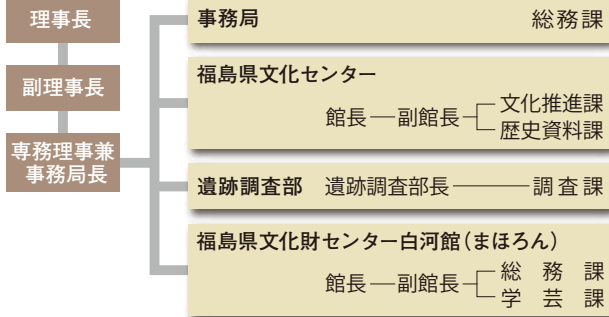 理事長
副理事長
専務理事兼
事務局長
事務局 総務課
福島県文化センター
館長 副館長 文化推進課
歴史資料課
遺跡調査部 遺跡調査部長 調査課
福島県文化財センター白河館(まほろん)
館長 副館長 総務課
学芸課